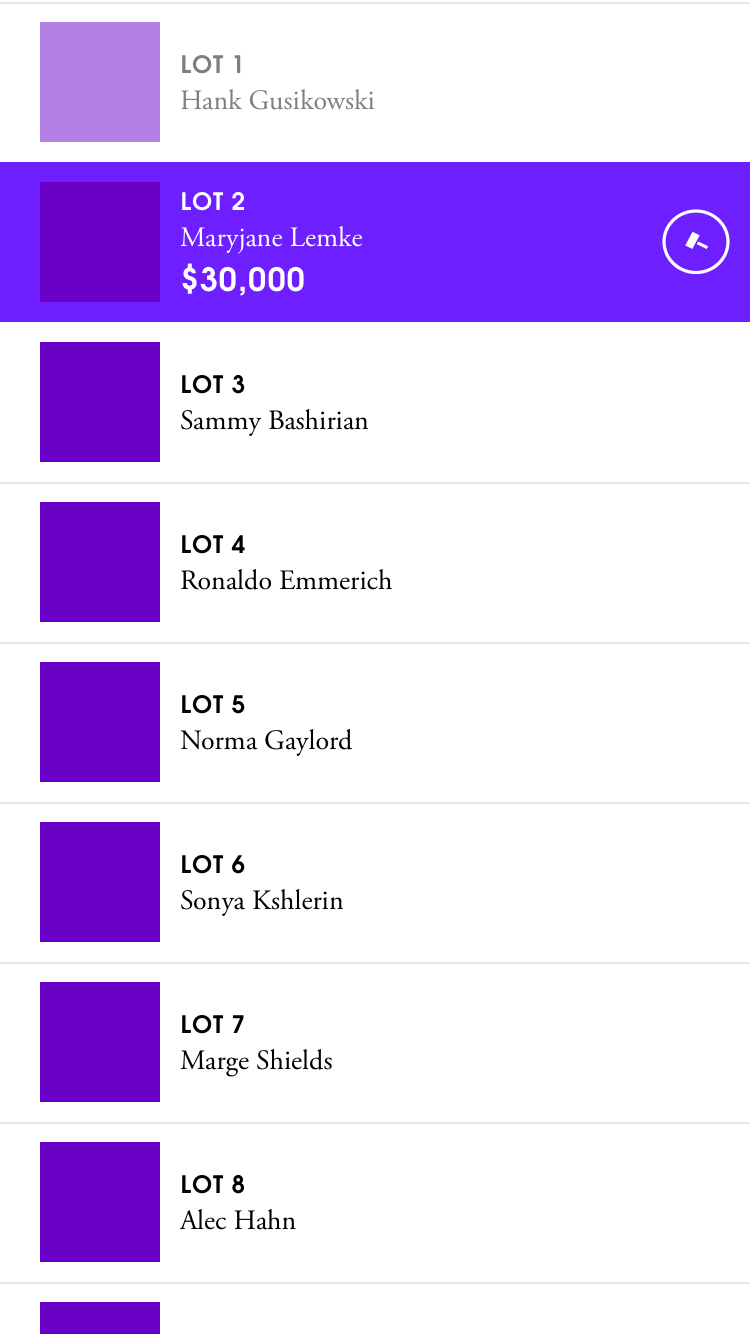 LOT 1
Hank Gusikowski
LOT 2
Maryjane Lemke
$30,000
LOT 3
Sammy Bashirian
LOT 4
Ronaldo Emmerich
LOT 5
Norma Gaylord
LOT 6
Sonya Kshlerin
LOT 7
Marge Shields
LOT 8
Alec Hahn